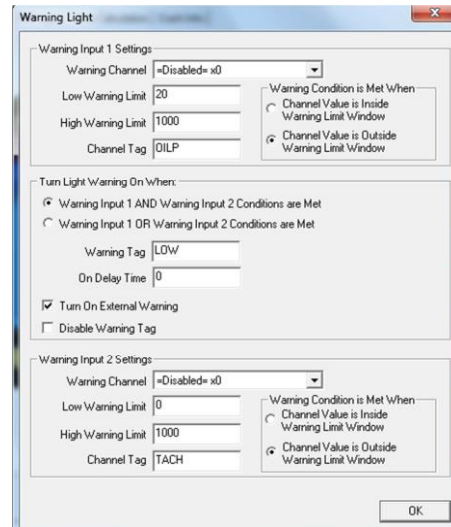 Warning Light
Warning Input 1 Settings
Warning Channel =Disabled= x0
Low Warning Limit 20
High Warning Limit 1000
Channel Tag OILP
Warning Condition is Met When
Channel Value is Inside
Warning Limit Window
Channel Value is Outside
Warning Limit Window
Turn Light Warning On When:
Warning Input 1 AND Warning Input 2 Conditions are Met
Warning Input 1 OR Warning Input 2 Conditions are Met
Warning Tag LOW
On Delay Time 0
Turn On External Warning
Disable Warning Tag
Warning Input 2 Settings
Warning Channel =Disabled= x0
Low Warning Limit 0
High Warning Limit 1000
Channel Tag TACH
Warning Condition is Met When
Channel Value is Inside
Warning Limit Window
Channel Value is Outside
Warning Limit Window
OK